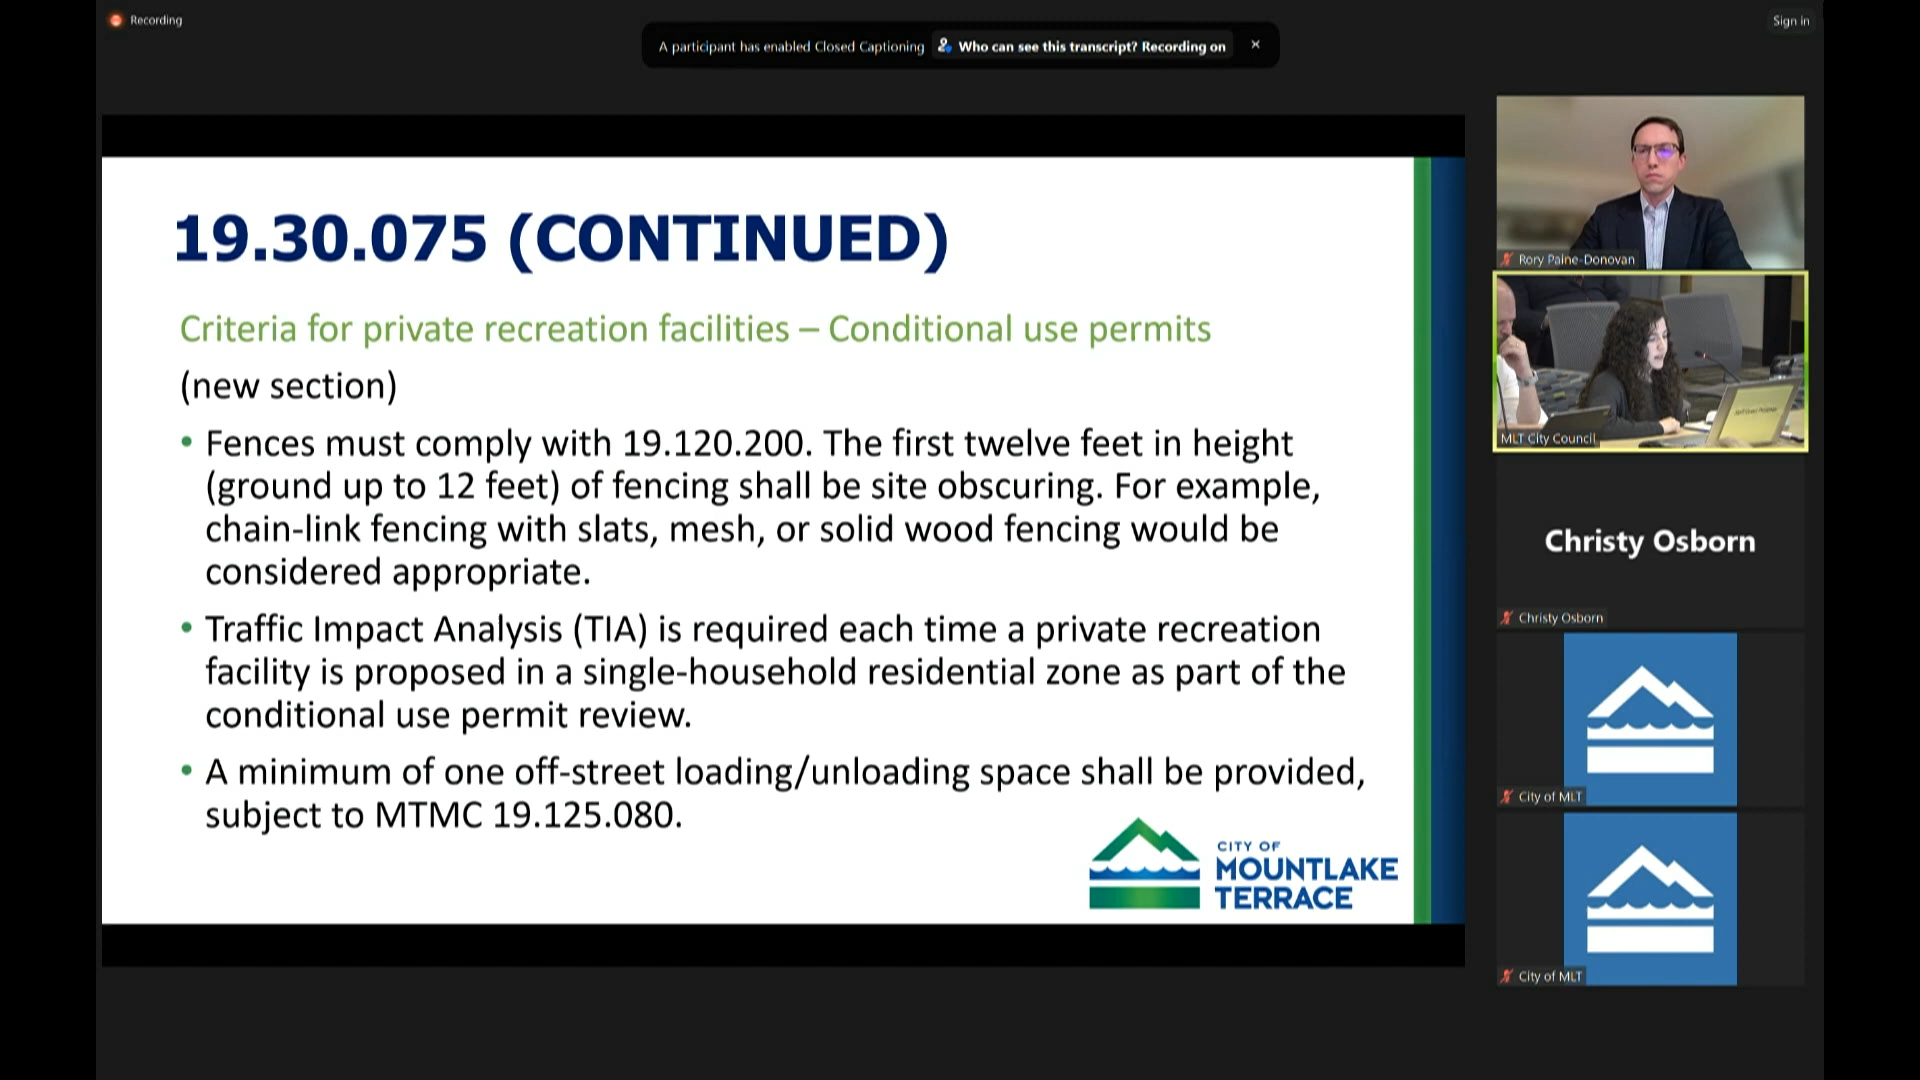 Recording
A participant has enabled Closed Captioning Who can see this transcript? Recording on
Sign in
19.30.075 (CONTINUED)
Criteria for private recreation facilities – Conditional use permits
(new section)
• Fences must comply with 19.120.200. The first twelve feet in height
(ground up to 12 feet) of fencing shall be site obscuring. For example,
chain-link fencing with slats, mesh, or solid wood fencing would be
considered appropriate.
• Traffic Impact Analysis (TIA) is required each time a private recreation
facility is proposed in a single-household residential zone as part of the
conditional use permit review.
• A minimum of one off-street loading/unloading space shall be provided,
subject to MTMC 19.125.080.
CITY OF
MOUNTLAKE
TERRACE
Rory Paine-Donovan
MLT City Council
Christy Osborn
Christy Osborn
City of MLT
City of MLT